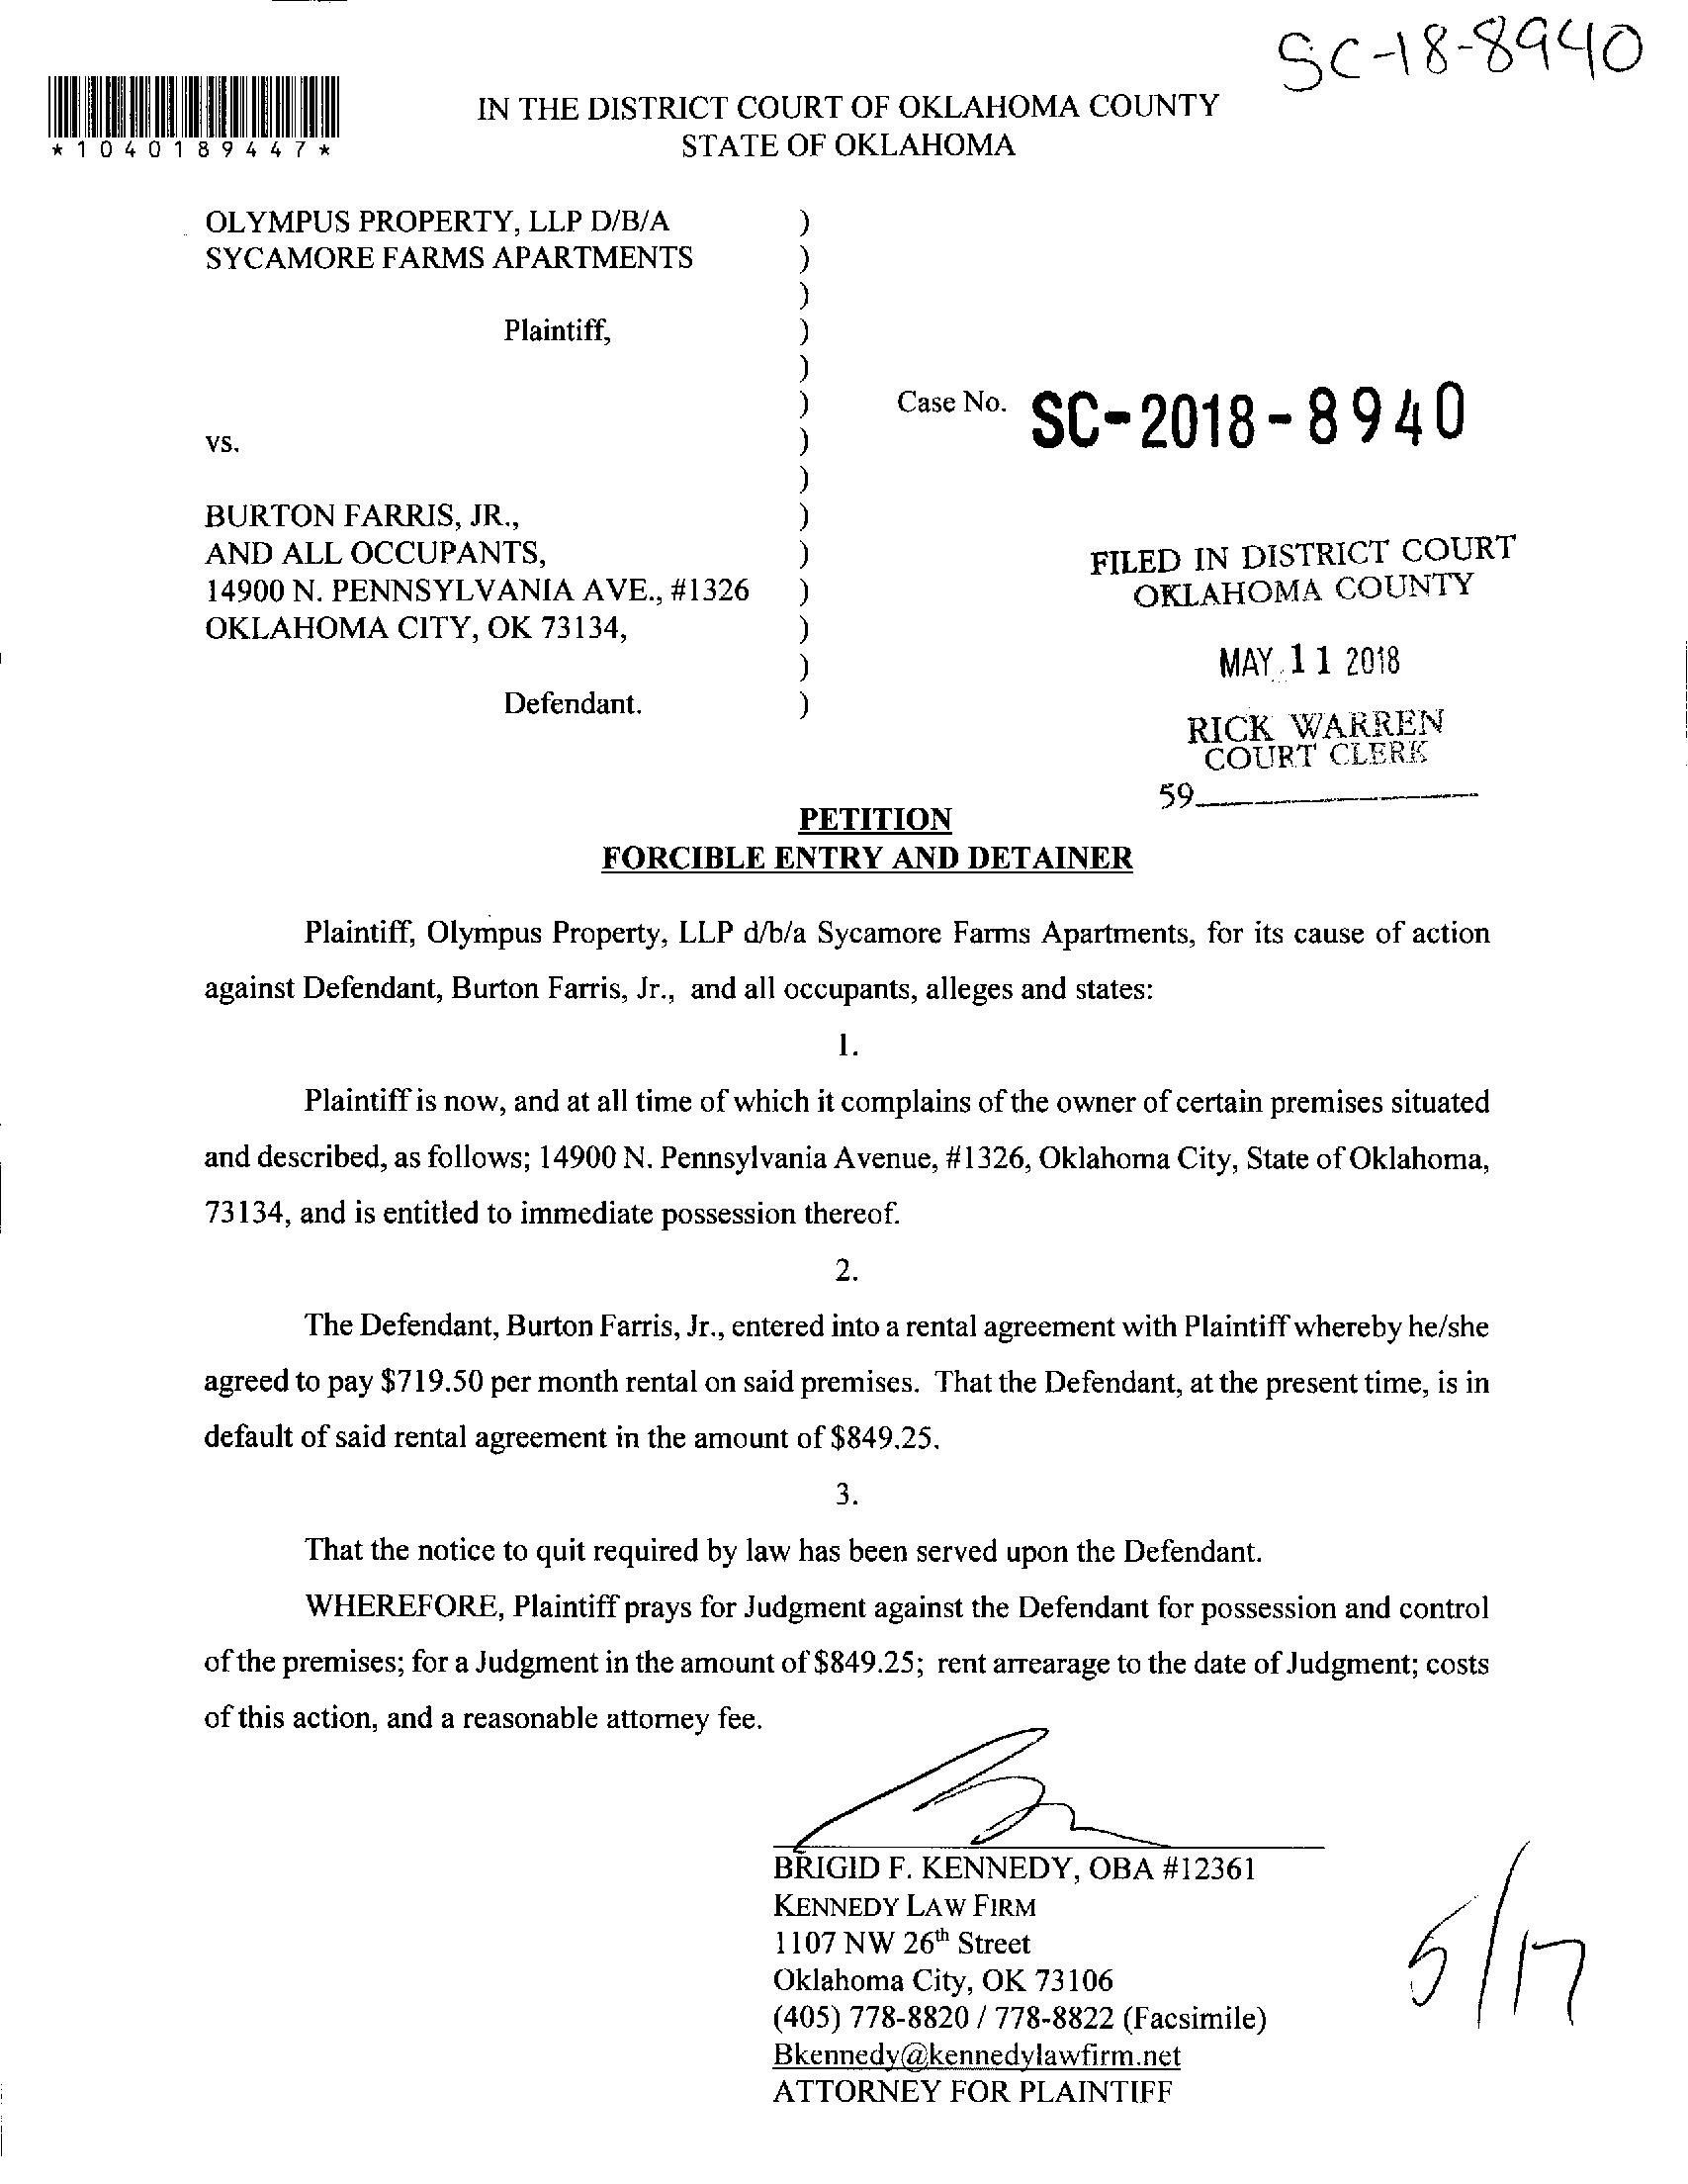 SC-18-8940
*1040189447*
IN THE DISTRICT COURT OF OKLAHOMA COUNTY
STATE OF OKLAHOMA
OLYMPUS PROPERTY, LLP D/B/A )
SYCAMORE FARMS APARTMENTS )
)
Plaintiff, )
)
) Case No. SC-2018-8940
vs. )
)
BURTON FARRIS, JR., )
AND ALL OCCUPANTS, )
14900 N. PENNSYLVANIA AVE., #1326 )
OKLAHOMA CITY, OK 73134, )
)
Defendant. )
FILED IN DISTRICT COURT
OKLAHOMA COUNTY
MAY 11 2018
RICK WARREN
COURT CLERK
59
PETITION
FORCIBLE ENTRY AND DETAINER
Plaintiff, Olympus Property, LLP d/b/a Sycamore Farms Apartments, for its cause of action
against Defendant, Burton Farris, Jr., and all occupants, alleges and states:
1.
Plaintiff is now, and at all time of which it complains of the owner of certain premises situated
and described, as follows; 14900 N. Pennsylvania Avenue, #1326, Oklahoma City, State of Oklahoma,
73134, and is entitled to immediate possession thereof.
2.
The Defendant, Burton Farris, Jr., entered into a rental agreement with Plaintiff whereby he/she
agreed to pay $719.50 per month rental on said premises. That the Defendant, at the present time, is in
default of said rental agreement in the amount of $849.25.
3.
That the notice to quit required by law has been served upon the Defendant.
WHEREFORE, Plaintiff prays for Judgment against the Defendant for possession and control
of the premises; for a Judgment in the amount of $849.25; rent arrearage to the date of Judgment; costs
of this action, and a reasonable attorney fee.
BRIGID F. KENNEDY, OBA #12361
KENNEDY LAW FIRM
1107 NW 26th Street
Oklahoma City, OK 73106
(405) 778-8820 / 778-8822 (Facsimile)
Bkennedy@kennedylawfirm.net
ATTORNEY FOR PLAINTIFF
5/17